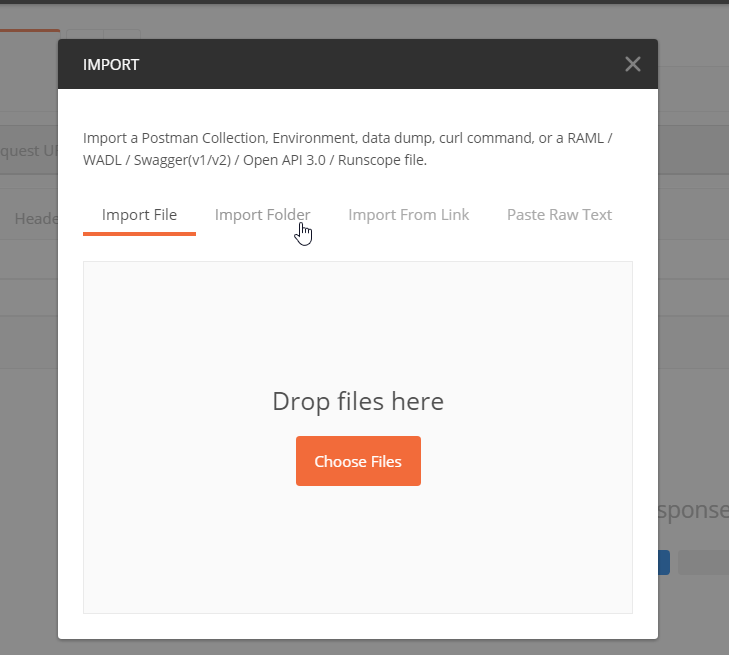 IMPORT
Import a Postman Collection, Environment, data dump, curl command, or a RAML /
WADL / Swagger(v1/v2) / Open API 3.0 / Runscope file.
Import File Import Folder Import From Link Paste Raw Text
quest U
Heade
Drop files here
Choose Files
sponse